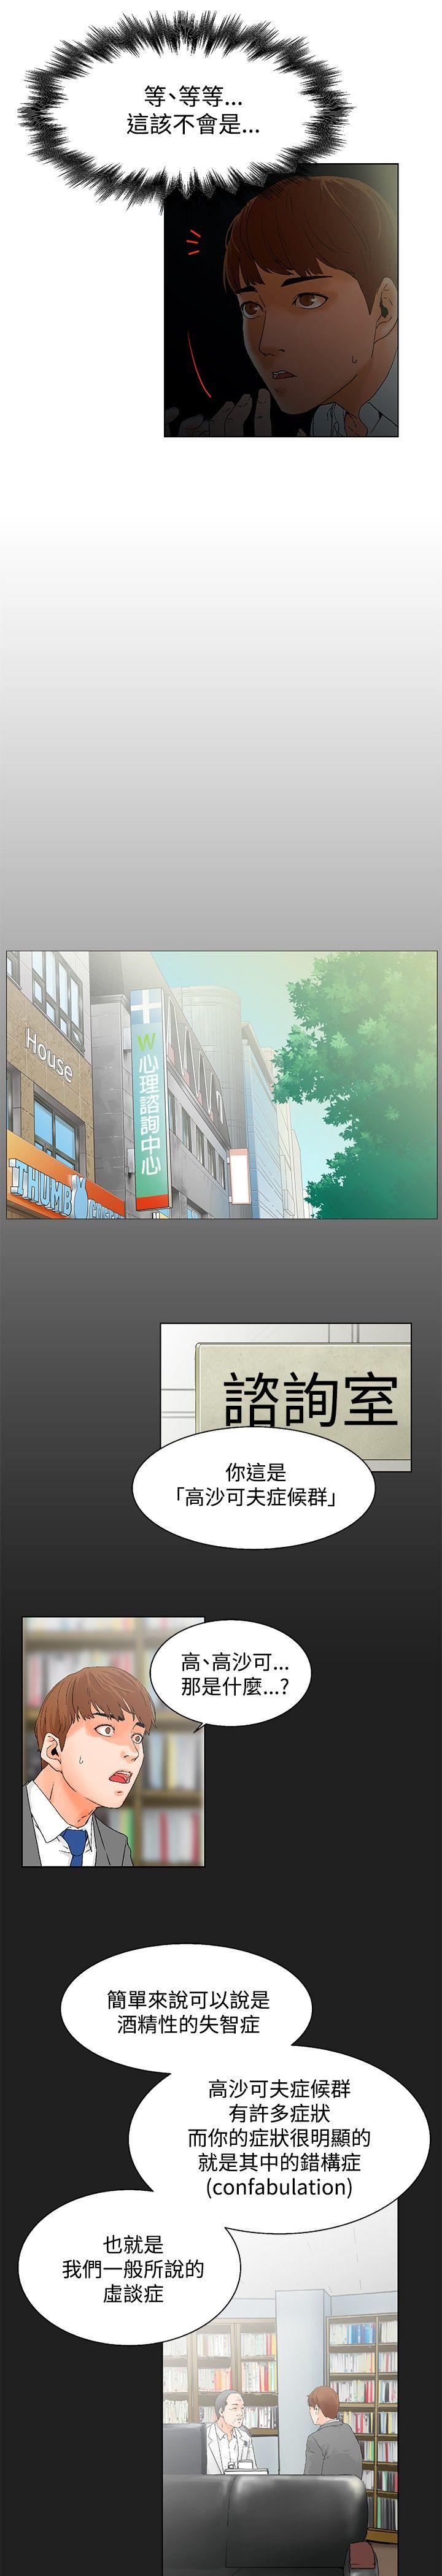 等、等等...
這該不會是...
House
W心理諮詢中心
THUMB
諮詢室
你這是
「高沙可夫症候群」
高、高沙可...
那是什麼...?
簡單來說可以說是
酒精性的失智症
高沙可夫症候群
有許多症狀
而你的症狀很明顯的
就是其中的錯構症
(confabulation)
也就是
我們一般所說的
虛談症